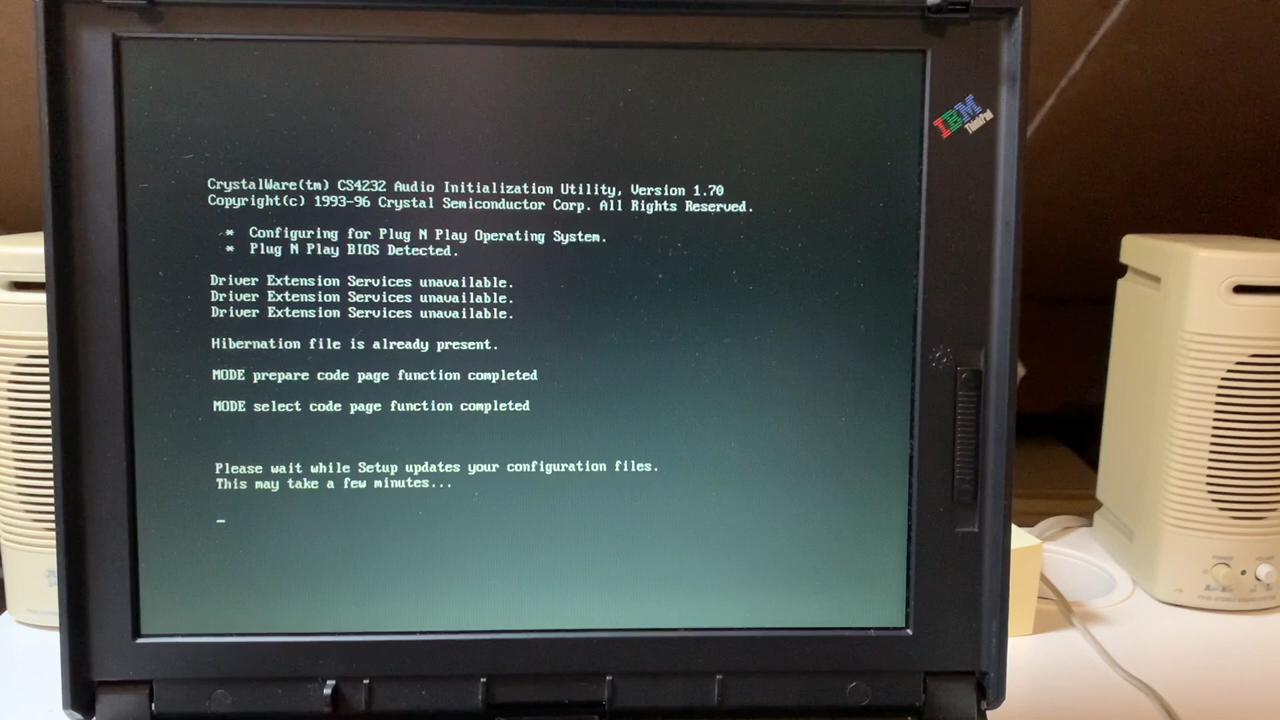 IBM
ThinkPad
CrystalWare(tm) CS4232 Audio Initialization Utility, Version 1.70
Copyright(c) 1993-96 Crystal Semiconductor Corp. All Rights Reserved.
* Configuring for Plug N Play Operating System.
* Plug N Play BIOS Detected.
Driver Extension Services unavailable.
Driver Extension Services unavailable.
Driver Extension Services unavailable.
Hibernation file is already present.
MODE prepare code page function completed
MODE select code page function completed
Please wait while Setup updates your configuration files.
This may take a few minutes...
_